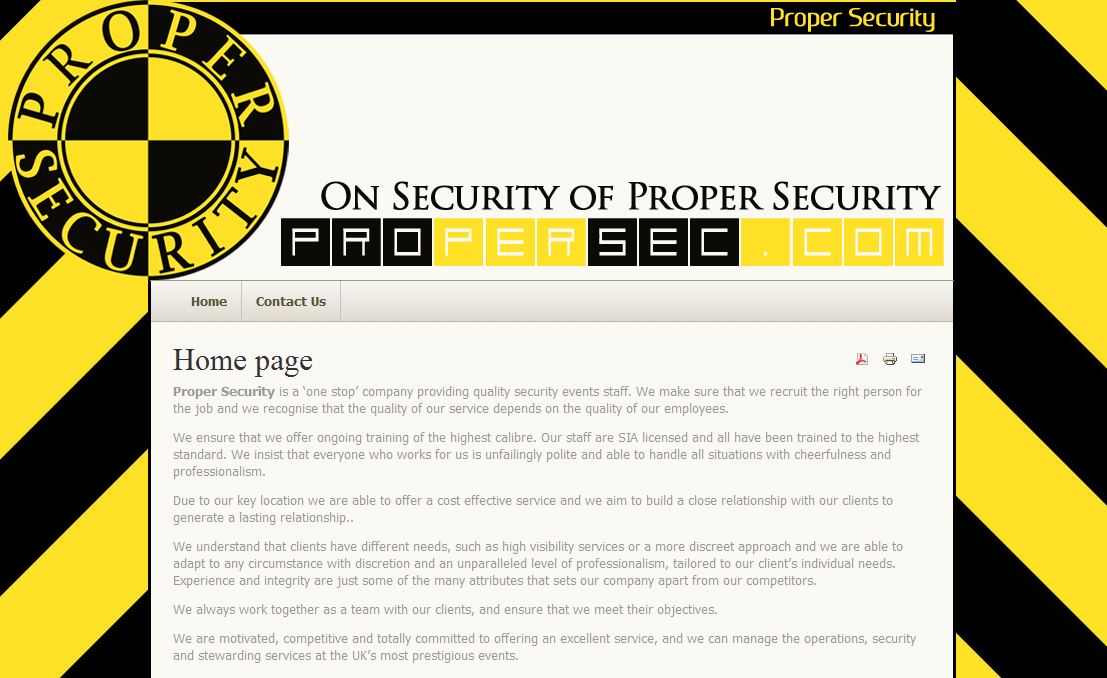 PROPER SECURITY
Proper Security
On Security of Proper Security
PROPERSEC.COM
Home
Contact Us
Home page
Proper Security is a ‘one stop’ company providing quality security events staff. We make sure that we recruit the right person for
the job and we recognise that the quality of our service depends on the quality of our employees.
We ensure that we offer ongoing training of the highest calibre. Our staff are SIA licensed and all have been trained to the highest
standard. We insist that everyone who works for us is unfailingly polite and able to handle all situations with cheerfulness and
professionalism.
Due to our key location we are able to offer a cost effective service and we aim to build a close relationship with our clients to
generate a lasting relationship..
We understand that clients have different needs, such as high visibility services or a more discreet approach and we are able to
adapt to any circumstance with discretion and an unparalleled level of professionalism, tailored to our client’s individual needs.
Experience and integrity are just some of the many attributes that sets our company apart from our competitors.
We always work together as a team with our clients, and ensure that we meet their objectives.
We are motivated, competitive and totally committed to offering an excellent service, and we can manage the operations, security
and stewarding services at the UK’s most prestigious events.